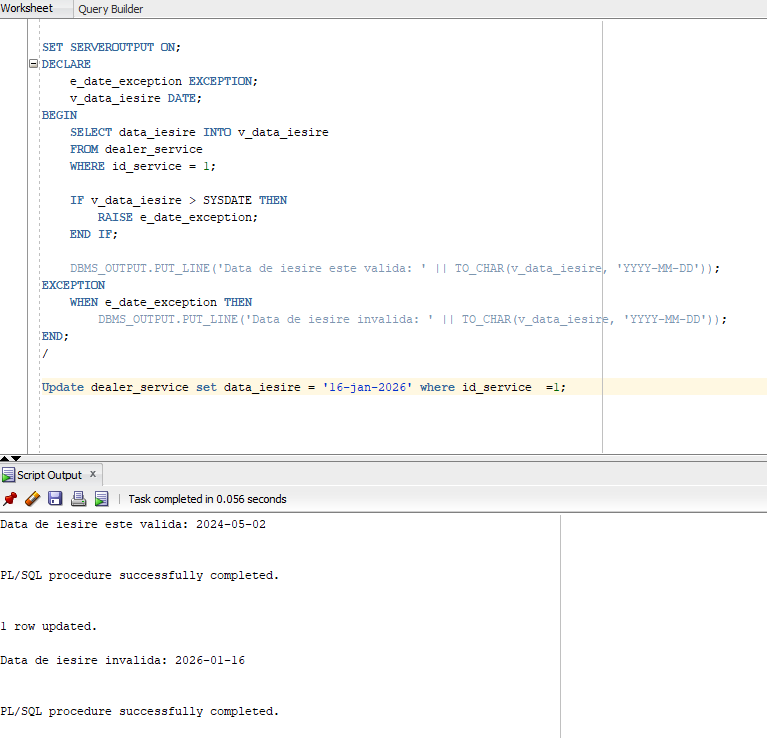 Worksheet Query Builder
SET SERVEROUTPUT ON;
DECLARE
    e_date_exception EXCEPTION;
    v_data_iesire DATE;
BEGIN
    SELECT data_iesire INTO v_data_iesire
    FROM dealer_service
    WHERE id_service = 1;
    IF v_data_iesire > SYSDATE THEN
        RAISE e_date_exception;
    END IF;
    DBMS_OUTPUT.PUT_LINE('Data de iesire este valida: ' || TO_CHAR(v_data_iesire, 'YYYY-MM-DD'));
EXCEPTION
    WHEN e_date_exception THEN
        DBMS_OUTPUT.PUT_LINE('Data de iesire invalida: ' || TO_CHAR(v_data_iesire, 'YYYY-MM-DD'));
END;
/
Update dealer_service set data_iesire = '16-jan-2026' where id_service  =1;
Script Output x
Task completed in 0.056 seconds
Data de iesire este valida: 2024-05-02
PL/SQL procedure successfully completed.
1 row updated.
Data de iesire invalida: 2026-01-16
PL/SQL procedure successfully completed.